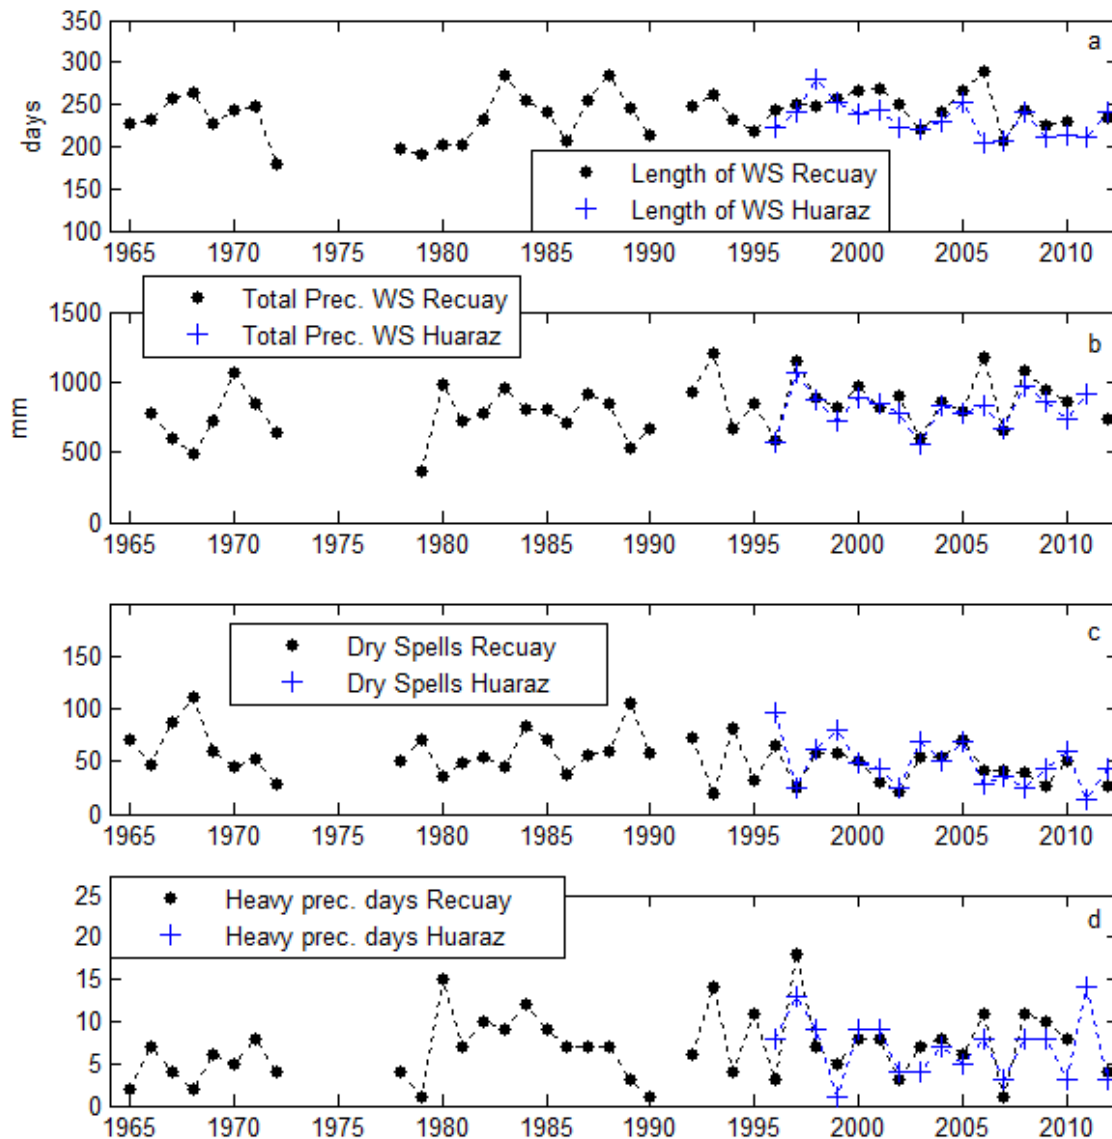 350
300
250
200
150
100
days
a
Length of WS Recuay
Length of WS Huaraz
1965 1970 1975 1980 1985 1990 1995 2000 2005 2010
Total Prec. WS Recuay
Total Prec. WS Huaraz
1500
1000
500
0
mm
b
1965 1970 1975 1980 1985 1990 1995 2000 2005 2010
150
100
50
0
c
Dry Spells Recuay
Dry Spells Huaraz
1965 1970 1975 1980 1985 1990 1995 2000 2005 2010
Heavy prec. days Recuay
Heavy prec. days Huaraz
25
20
15
10
5
0
d
1965 1970 1975 1980 1985 1990 1995 2000 2005 2010